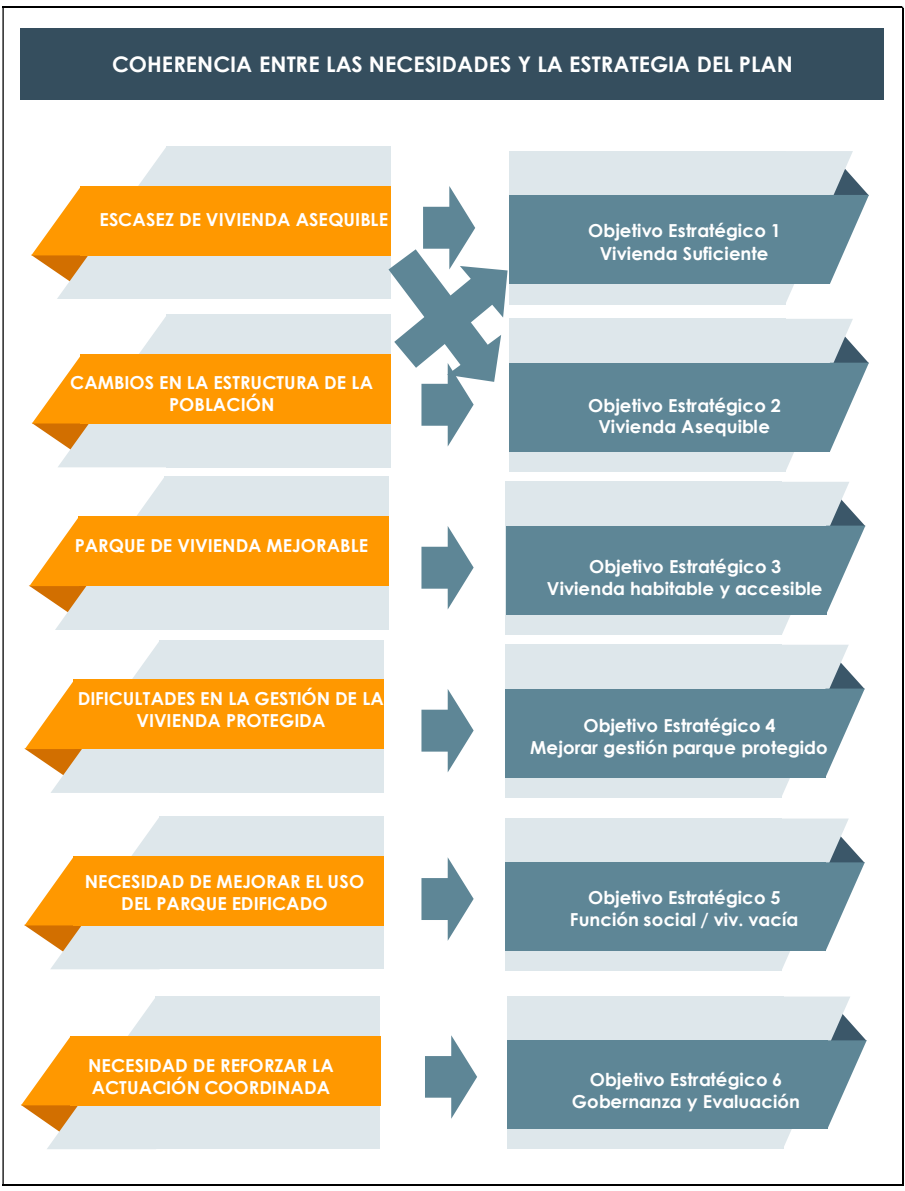 COHERENCIA ENTRE LAS NECESIDADES Y LA ESTRATEGIA DEL PLAN
ESCASEZ DE VIVIENDA ASEQUIBLE
Objetivo Estratégico 1
Vivienda Suficiente
CAMBIOS EN LA ESTRUCTURA DE LA
POBLACIÓN
Objetivo Estratégico 2
Vivienda Asequible
PARQUE DE VIVIENDA MEJORABLE
Objetivo Estratégico 3
Vivienda habitable y accesible
DIFICULTADES EN LA GESTIÓN DE LA
VIVIENDA PROTEGIDA
Objetivo Estratégico 4
Mejorar gestión parque protegido
NECESIDAD DE MEJORAR EL USO
DEL PARQUE EDIFICADO
Objetivo Estratégico 5
Función social / viv. vacía
NECESIDAD DE REFORZAR LA
ACTUACIÓN COORDINADA
Objetivo Estratégico 6
Gobernanza y Evaluación